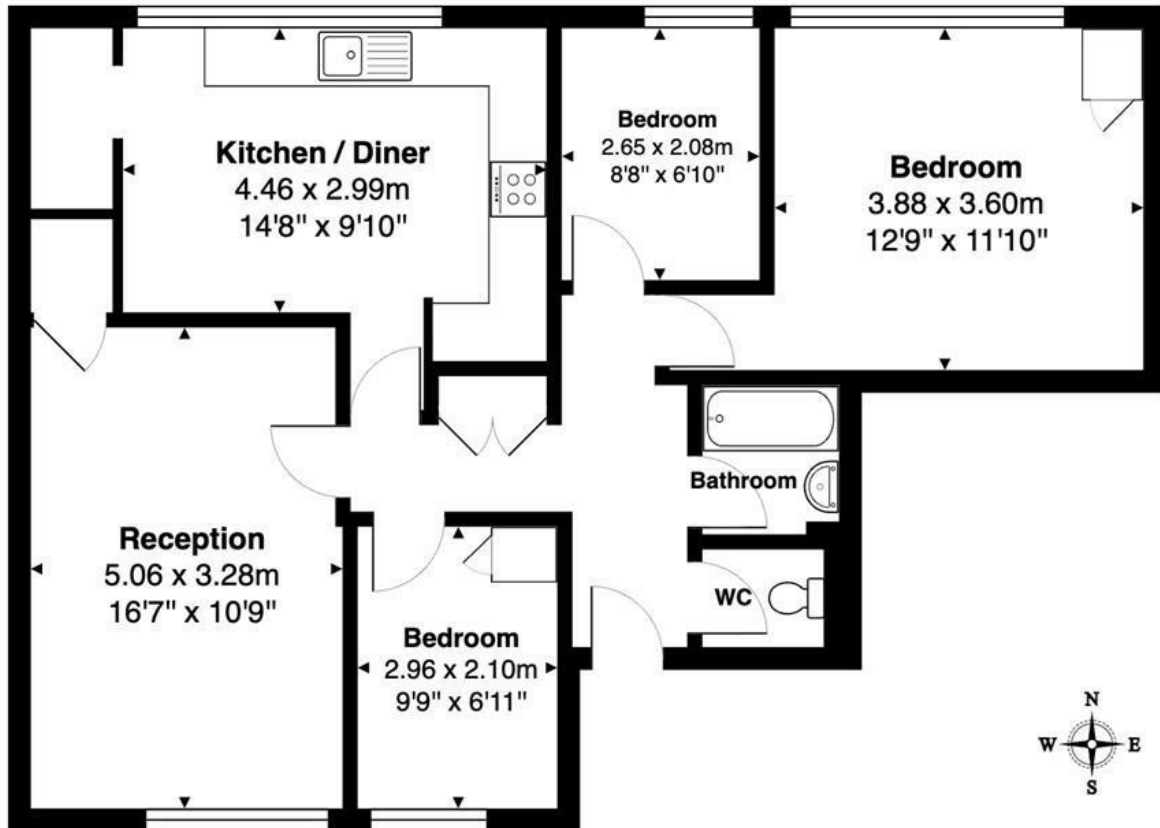 Kitchen / Diner
4.46 x 2.99m
14'8" x 9'10"
Bedroom
2.65 x 2.08m
8'8" x 6'10"
Bedroom
3.88 x 3.60m
12'9" x 11'10"
Bathroom
Reception
5.06 x 3.28m
16'7" x 10'9"
WC
Bedroom
2.96 x 2.10m
9'9" x 6'11"
N
W E
S